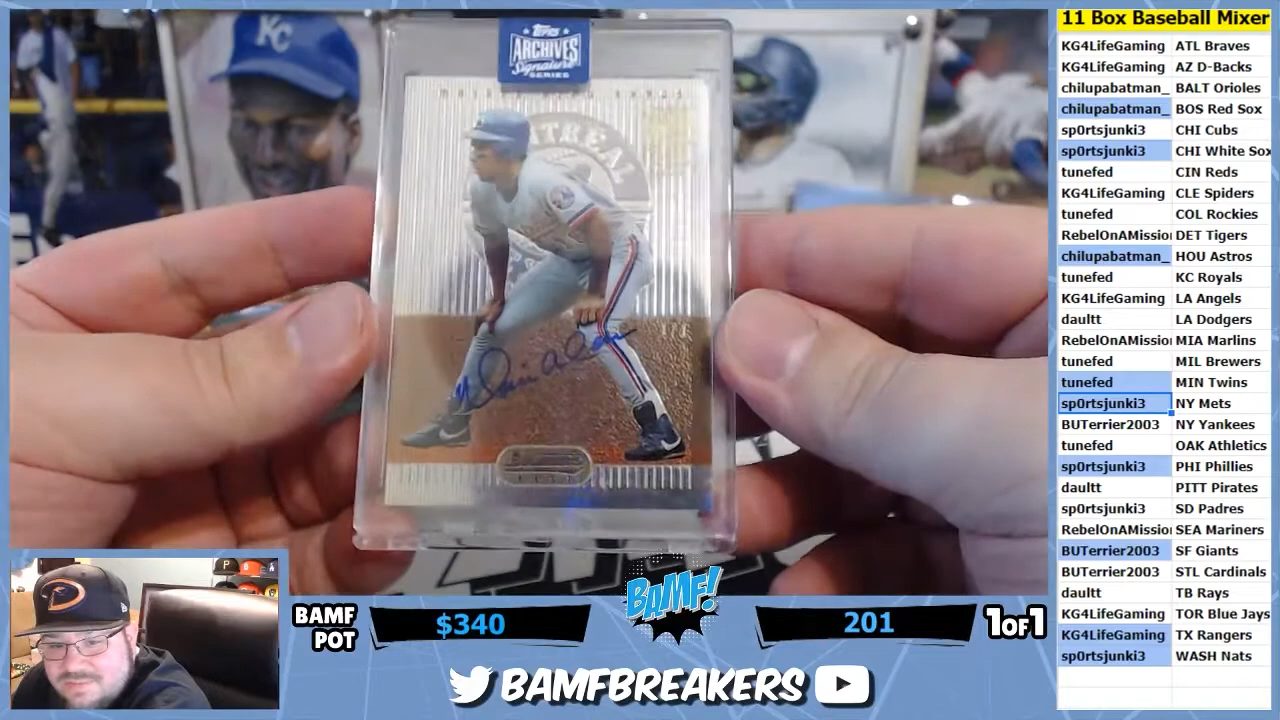 topps
ARCHIVES
Signature
SERIES
KC
MONTREAL
1/1
11 Box Baseball Mixer
KG4LifeGaming ATL Braves
KG4LifeGaming AZ D-Backs
chilupabatman_ BALT Orioles
chilupabatman_ BOS Red Sox
sp0rtsjunki3 CHI Cubs
sp0rtsjunki3 CHI White Sox
tunefed CIN Reds
KG4LifeGaming CLE Spiders
tunefed COL Rockies
RebelOnAMissio DET Tigers
chilupabatman_ HOU Astros
tunefed KC Royals
KG4LifeGaming LA Angels
daultt LA Dodgers
RebelOnAMissio MIA Marlins
tunefed MIL Brewers
tunefed MIN Twins
sp0rtsjunki3 NY Mets
BUTerrier2003 NY Yankees
tunefed OAK Athletics
sp0rtsjunki3 PHI Phillies
daultt PITT Pirates
sp0rtsjunki3 SD Padres
RebelOnAMissio SEA Mariners
BUTerrier2003 SF Giants
BUTerrier2003 STL Cardinals
daultt TB Rays
KG4LifeGaming TOR Blue Jays
KG4LifeGaming TX Rangers
sp0rtsjunki3 WASH Nats
BAMF
POT
$340
BAMF!
201
1OF1
BAMFBREAKERS